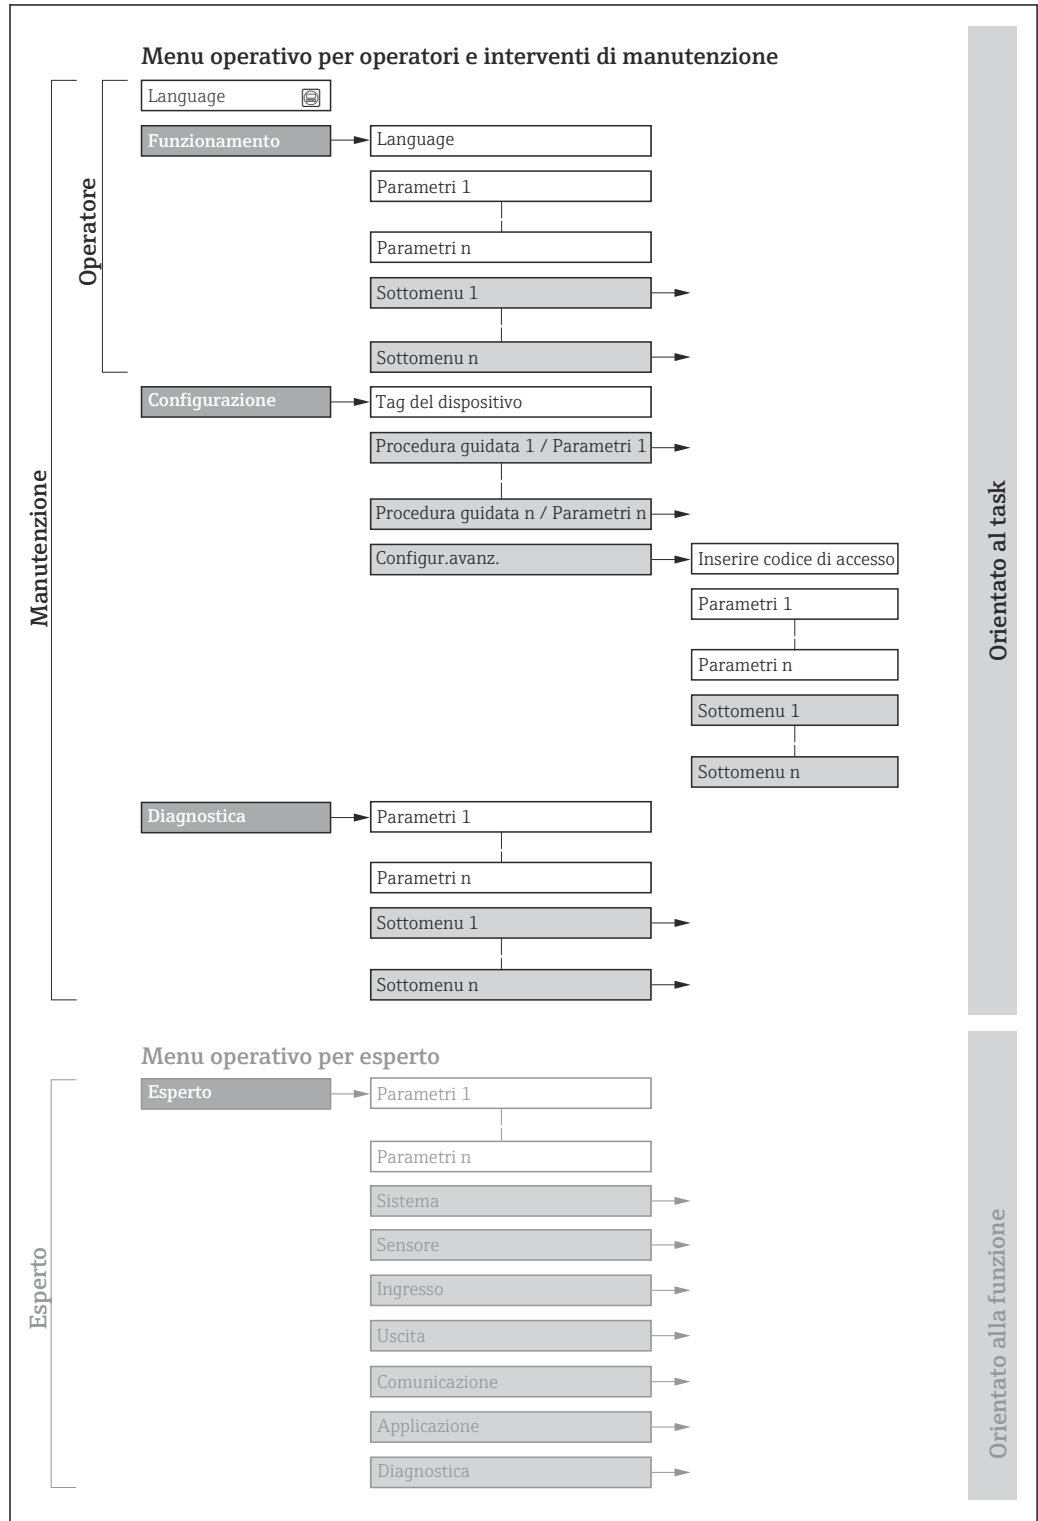 Menu operativo per operatori e interventi di manutenzione
Language
Funzionamento
Language
Parametri 1
Parametri n
Sottomenu 1
Sottomenu n
Operatore
Configurazione
Tag del dispositivo
Procedura guidata 1 / Parametri 1
Procedura guidata n / Parametri n
Configur.avanz.
Inserire codice di accesso
Parametri 1
Parametri n
Sottomenu 1
Sottomenu n
Diagnostica
Parametri 1
Parametri n
Sottomenu 1
Sottomenu n
Manutenzione
Orientato al task
Menu operativo per esperto
Esperto
Parametri 1
Parametri n
Sistema
Sensore
Ingresso
Uscita
Comunicazione
Applicazione
Diagnostica
Esperto
Orientato alla funzione